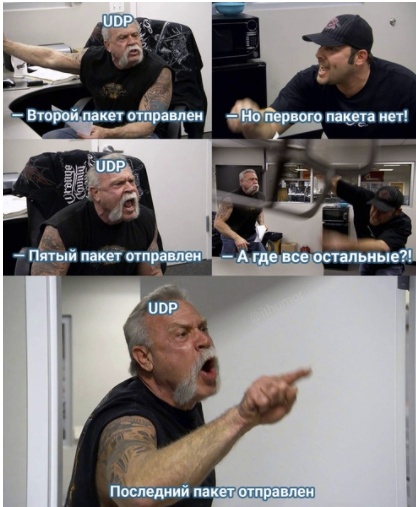 UDP
— Второй пакет отправлен
— Но первого пакета нет!
UDP
— Пятый пакет отправлен
— А где все остальные?!
UDP
Последний пакет отправлен